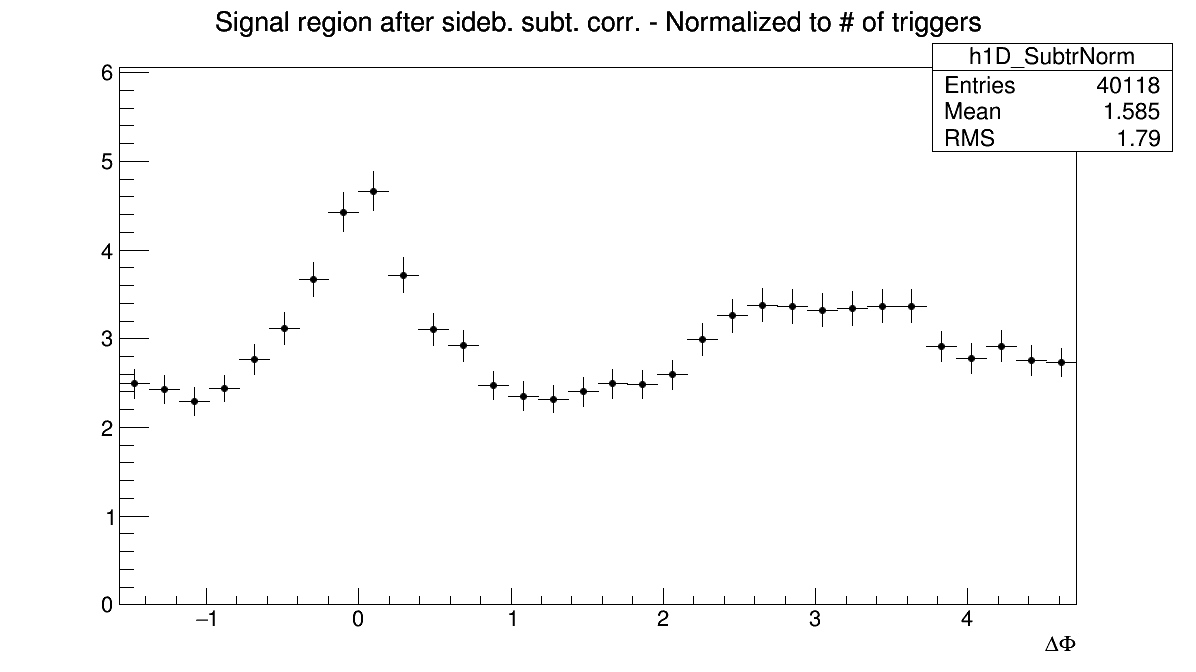 Signal region after sideb. subt. corr. - Normalized to # of triggers
h1D_SubtrNorm
Entries 40118
Mean 1.585
RMS 1.79
6
5
4
3
2
1
0
−1 0 1 2 3 4
ΔΦ